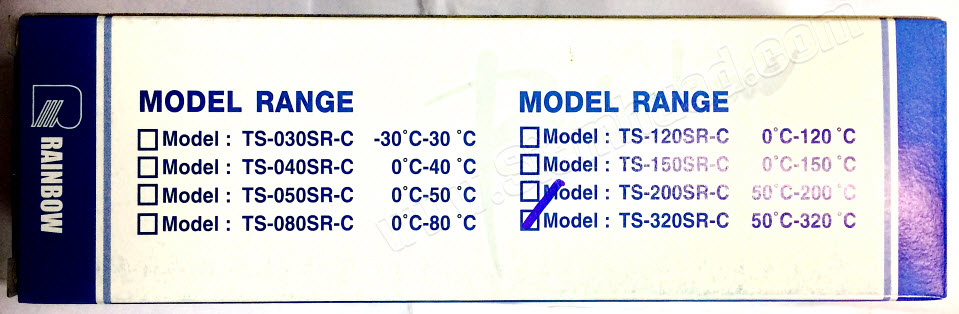 RAINBOW
MODEL RANGE
Model : TS-030SR-C -30°C-30 °C
Model : TS-040SR-C 0°C-40 °C
Model : TS-050SR-C 0°C-50 °C
Model : TS-080SR-C 0°C-80 °C
MODEL RANGE
Model : TS-120SR-C 0°C-120 °C
Model : TS-150SR-C 0°C-150 °C
Model : TS-200SR-C 50°C-200 °C
Model : TS-320SR-C 50°C-320 °C